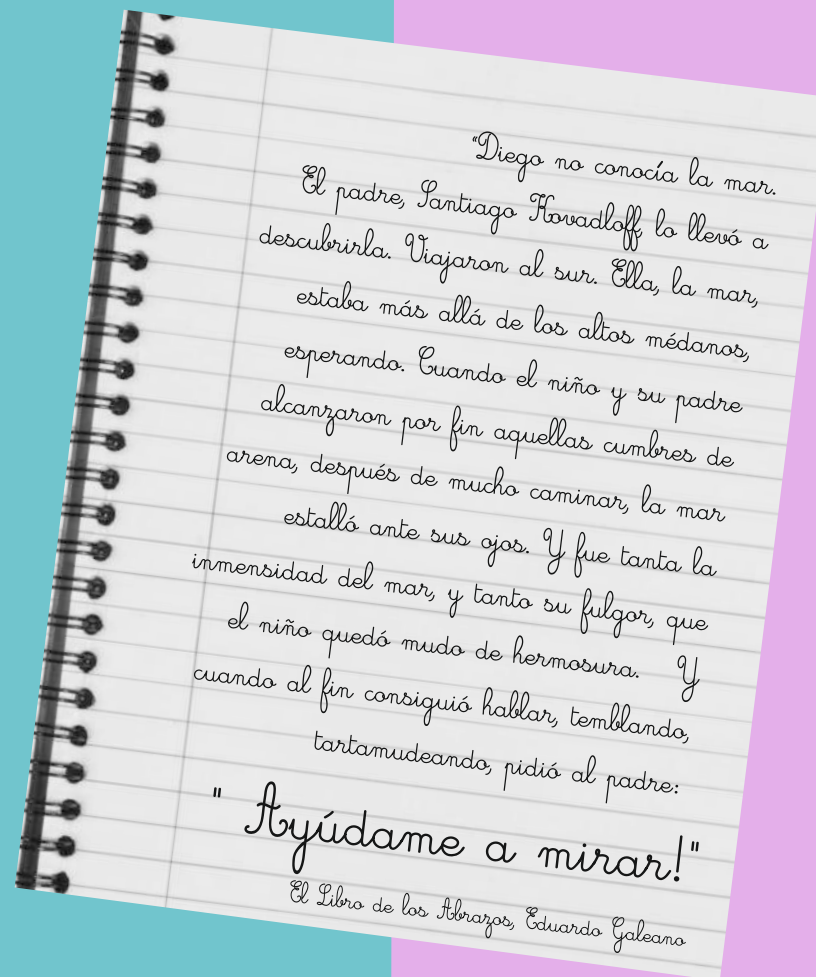 "Diego no conocía la mar.
El padre, Santiago Kovadloff, lo llevó a
descubrirla. Viajaron al sur. Ella, la mar,
estaba más allá de los altos médanos,
esperando. Cuando el niño y su padre
alcanzaron por fin aquellas cumbres de
arena, después de mucho caminar, la mar
estalló ante sus ojos. Y fue tanta la
inmensidad del mar, y tanto su fulgor, que
el niño quedó mudo de hermosura. Y
cuando al fin consiguió hablar, temblando,
tartamudeando, pidió al padre:
" Ayúdame a mirar!"
El Libro de los Abrazos, Eduardo Galeano